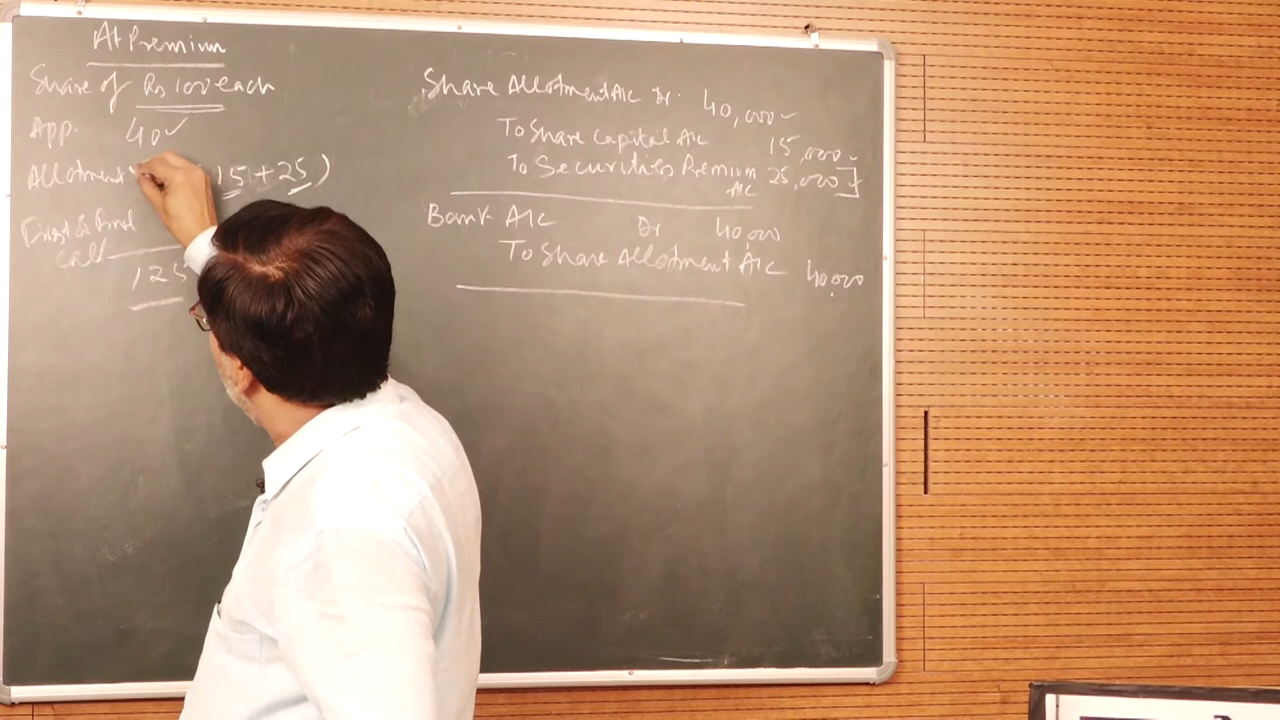 At Premium
Share of Rs 100 each
App. 40 ✓
Allotment 15 + 25)
First & Final
call
125
Share Allotment A/c Dr. 40,000
To Share Capital A/c 15,000
To Securities Premium A/c 25,000
Bank A/c Dr 40,000
To Share Allotment A/c 40,000